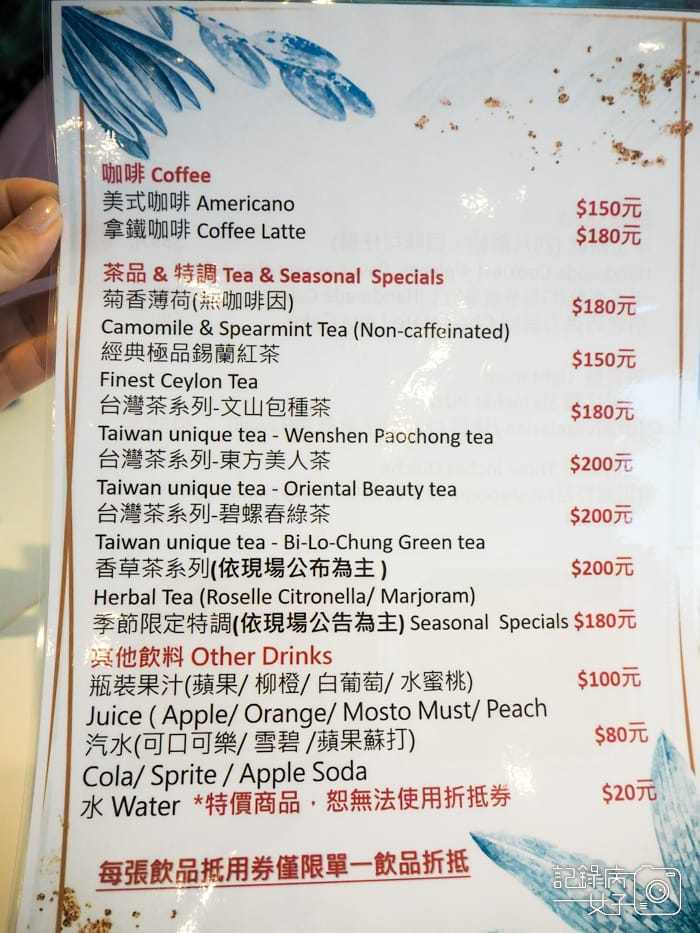 咖啡 Coffee
美式咖啡 Americano $150元
拿鐵咖啡 Coffee Latte $180元
茶品 & 特調 Tea & Seasonal Specials
菊香薄荷(無咖啡因) $180元
Camomile & Spearmint Tea (Non-caffeinated)
經典極品錫蘭紅茶 $150元
Finest Ceylon Tea
台灣茶系列-文山包種茶 $180元
Taiwan unique tea - Wenshen Paochong tea
台灣茶系列-東方美人茶 $200元
Taiwan unique tea - Oriental Beauty tea
台灣茶系列-碧螺春綠茶 $200元
Taiwan unique tea - Bi-Lo-Chung Green tea
香草茶系列(依現場公布為主) $200元
Herbal Tea (Roselle Citronella/ Marjoram)
季節限定特調(依現場公告為主) Seasonal Specials $180元
其他飲料 Other Drinks
瓶裝果汁(蘋果/ 柳橙/ 白葡萄/ 水蜜桃) $100元
Juice ( Apple/ Orange/ Mosto Must/ Peach
汽水(可口可樂/ 雪碧 /蘋果蘇打) $80元
Cola/ Sprite / Apple Soda
水 Water *特價商品，恕無法使用折抵券 $20元
每張飲品抵用券僅限單一飲品折抵
記錄病
女子